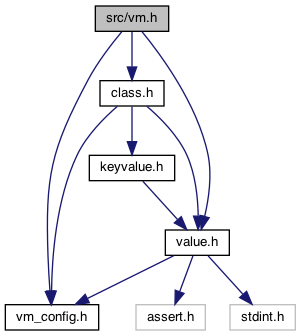 src/vm.h
class.h
keyvalue.h
value.h
vm_config.h
assert.h
stdint.h